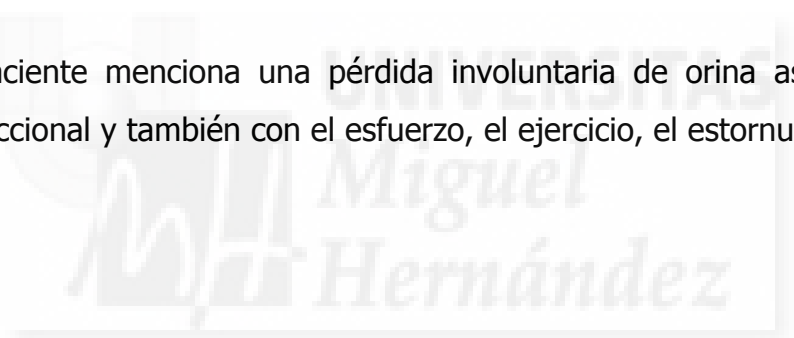 ciente menciona una pérdida involuntaria de orina as
ccional y también con el esfuerzo, el ejercicio, el estornu
UNIVERSITAS
Miguel
Hernández